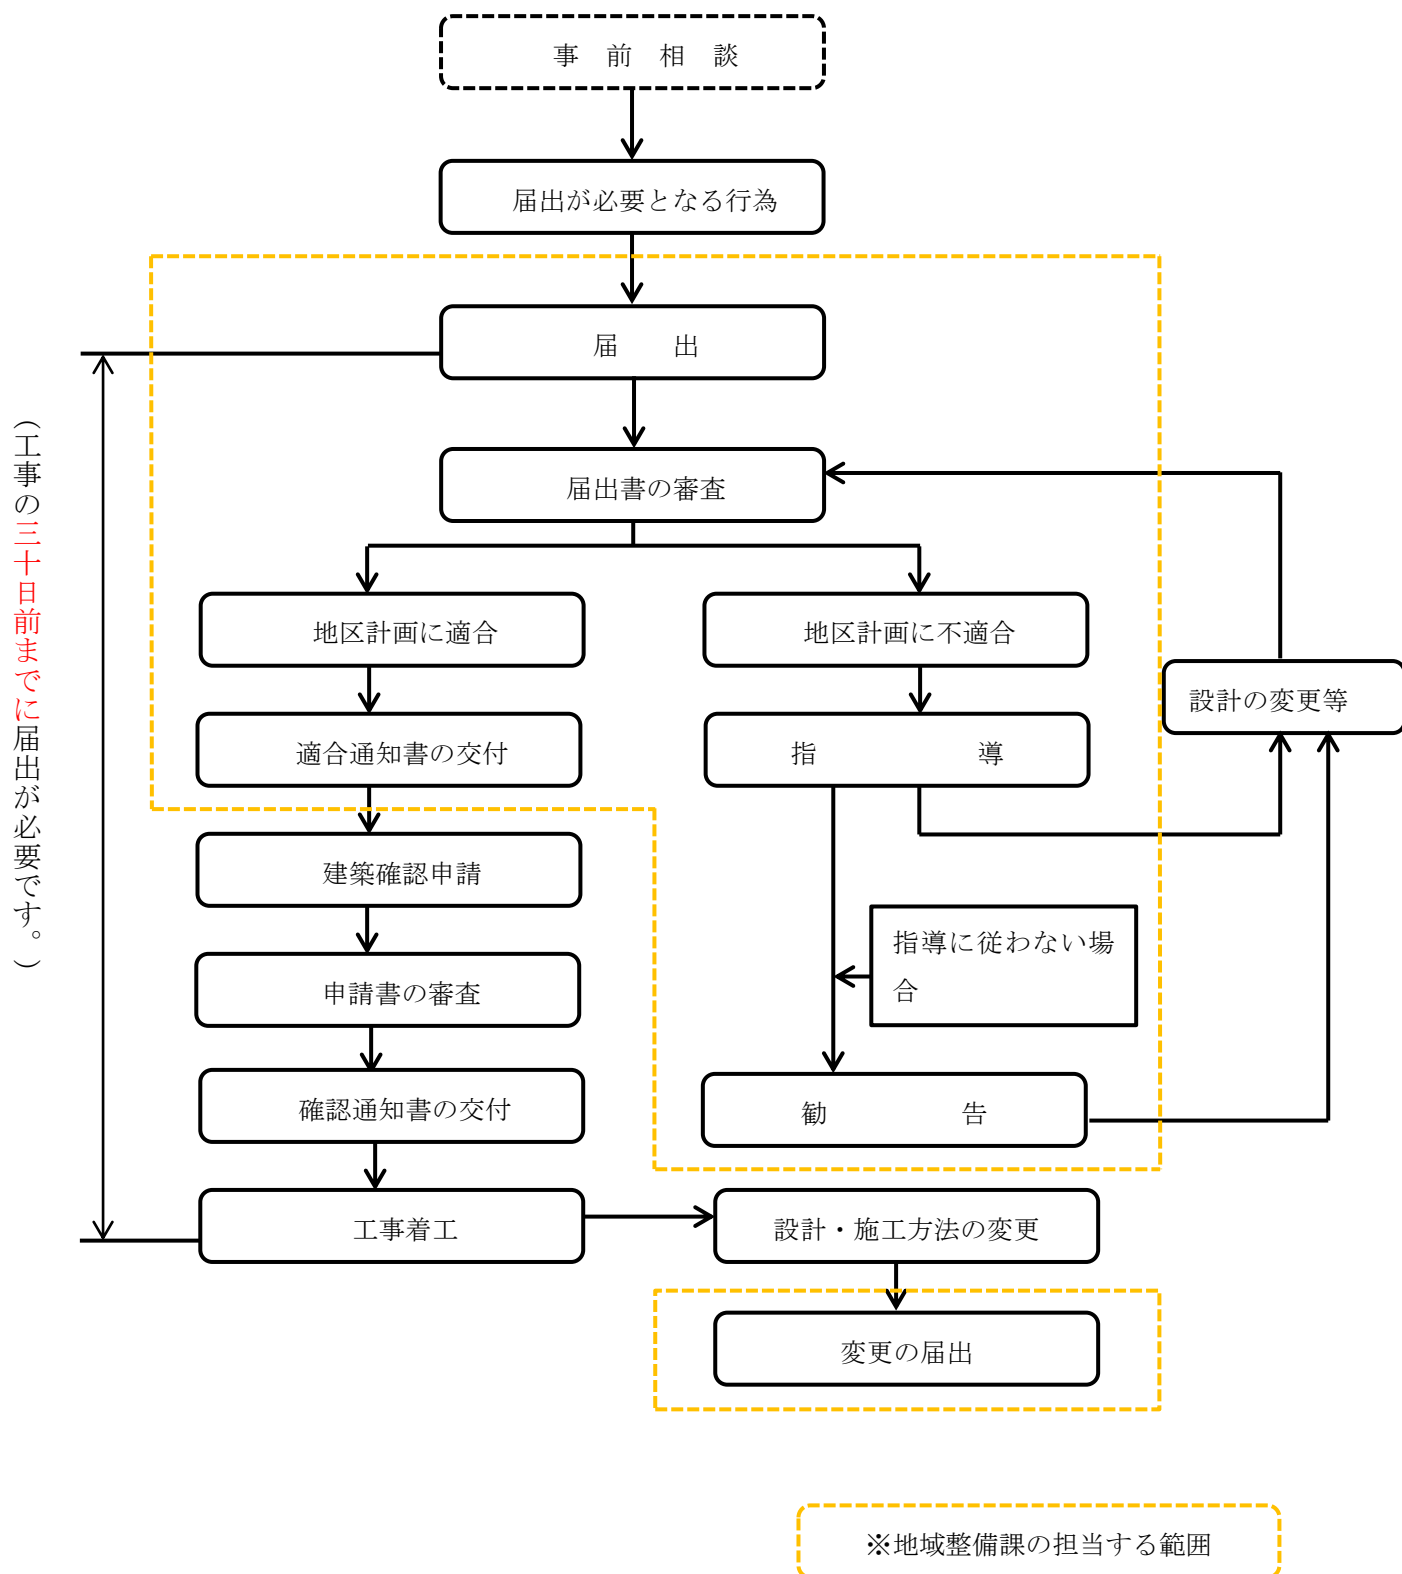 事 前 相 談
届出が必要となる行為
届 出
(工事の三十日前までに届出が必要です。)
届出書の審査
地区計画に適合
地区計画に不適合
設計の変更等
適合通知書の交付
指 導
建築確認申請
指導に従わない場
合
申請書の審査
確認通知書の交付
勧 告
工事着工
設計・施工方法の変更
変更の届出
※地域整備課の担当する範囲